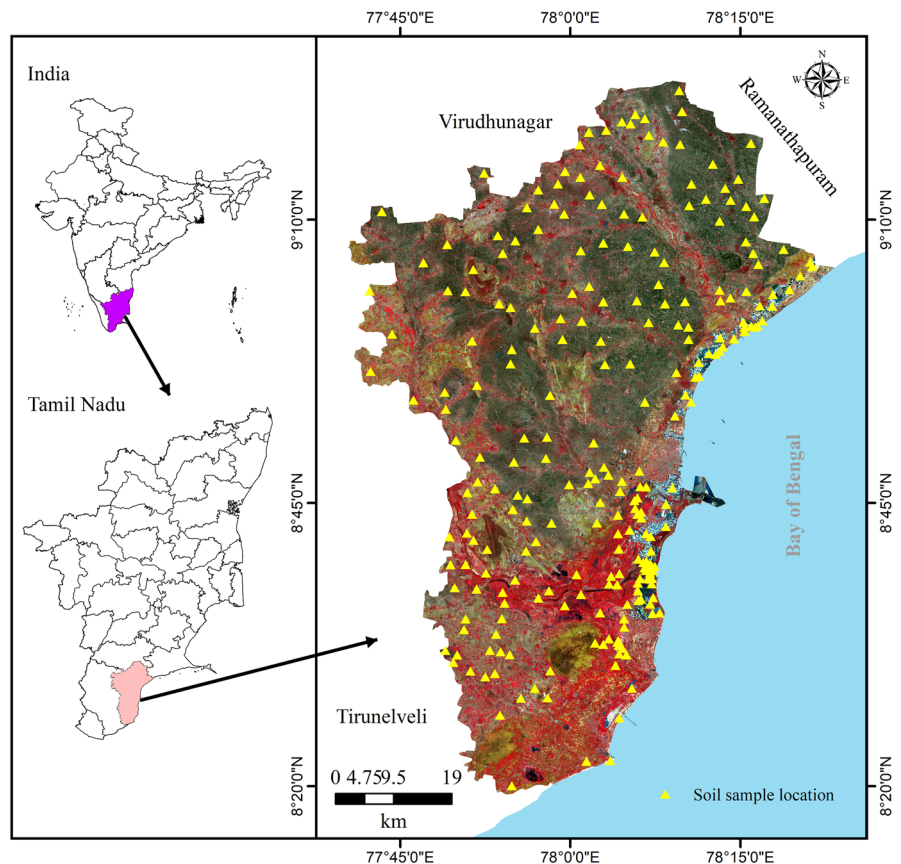 77°45'0"E 78°0'0"E 78°15'0"E
India
Tamil Nadu
Virudhunagar
Ramanathapuram
N
W E
S
9°10'0"N
9°10'0"N
8°45'0"N
8°45'0"N
8°20'0"N
8°20'0"N
Bay of Bengal
Tirunelveli
0 4.759.5 19
km
Soil sample location
77°45'0"E 78°0'0"E 78°15'0"E